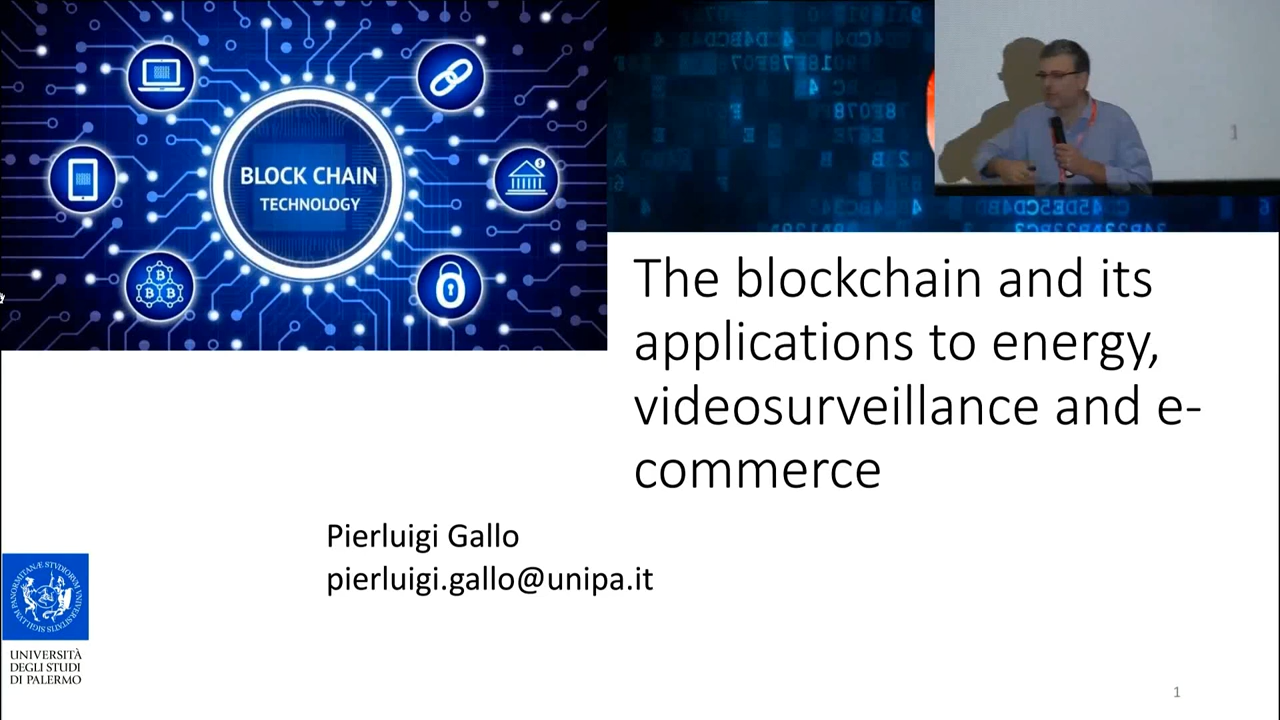 BLOCK CHAIN
TECHNOLOGY
The blockchain and its
applications to energy,
videosurveillance and e-
commerce
Pierluigi Gallo
pierluigi.gallo@unipa.it
UNIVERSITÀ
DEGLI STUDI
DI PALERMO
1
1